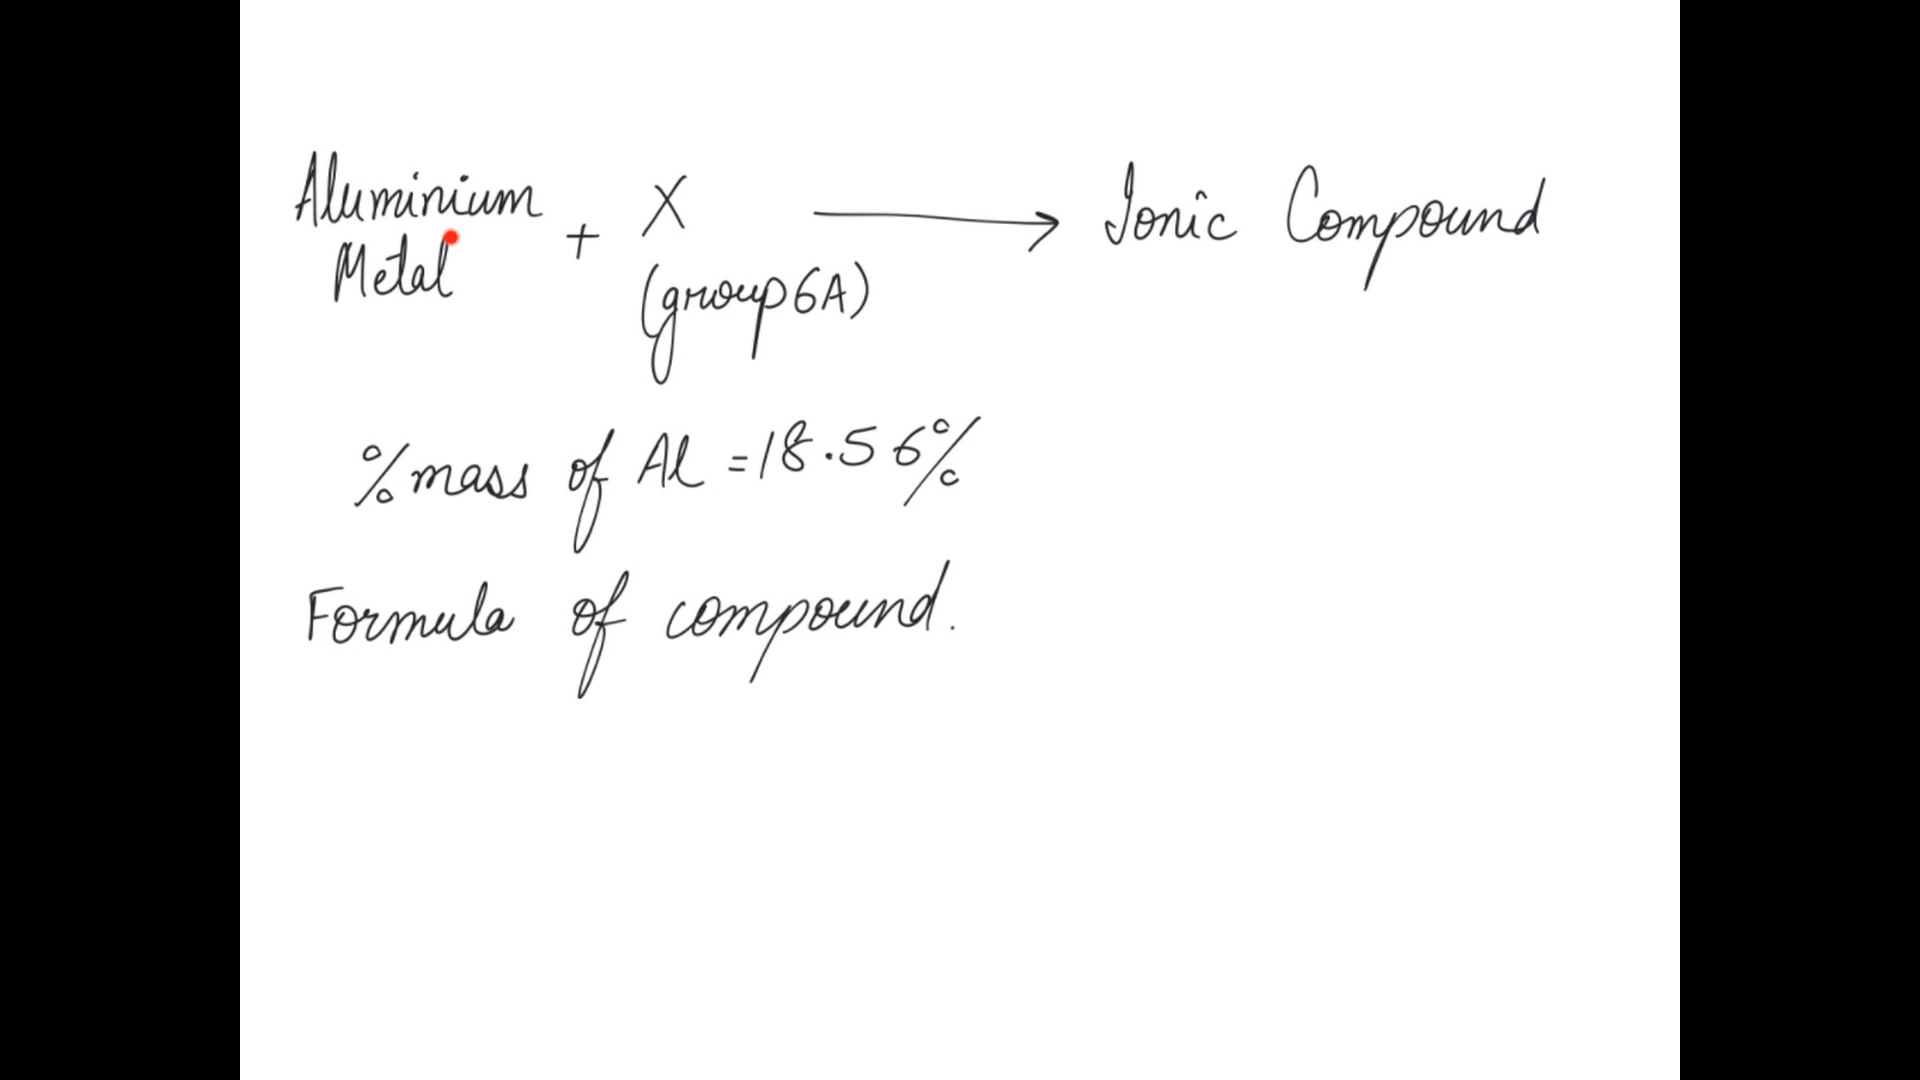 Aluminium Metal + X (group 6A) ⟶ Ionic Compound
% mass of Al = 18.56%
Formula of compound.